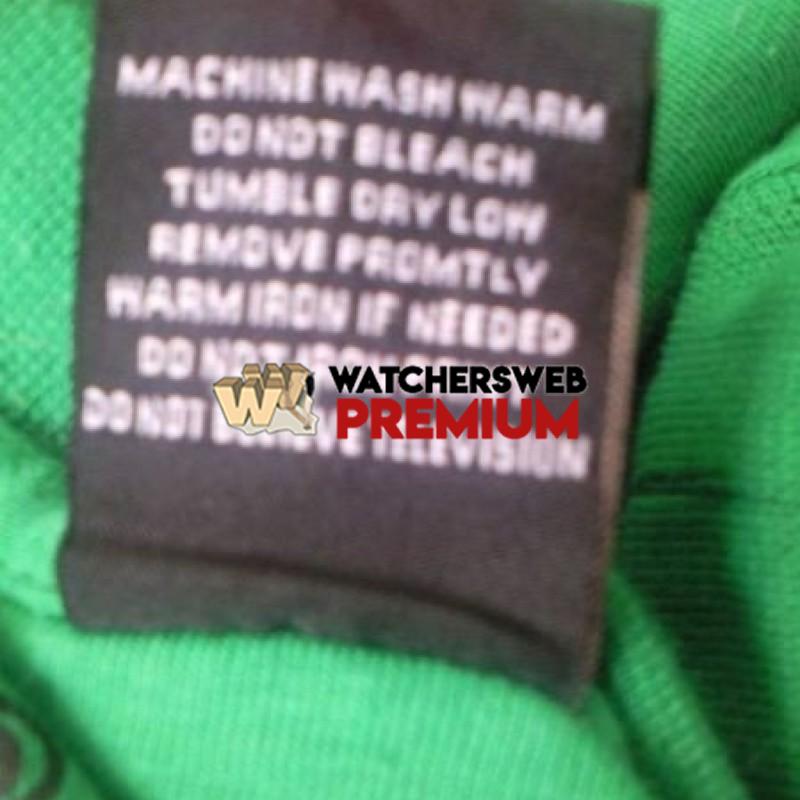 MACHINE WASH WARM
DO NOT BLEACH
TUMBLE DRY LOW
REMOVE PROMTLY
WARM IRON IF NEEDED
DO NOT
WATCHERSWEB
PREMIUM
DO NOT BELIEVE TELEVISION